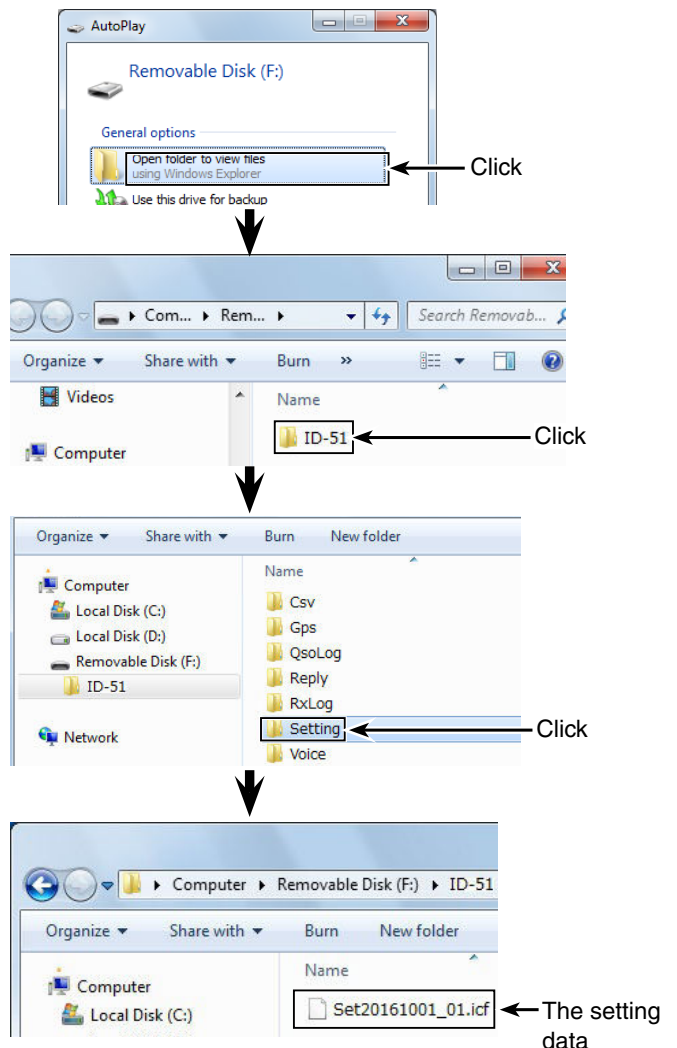 AutoPlay
Removable Disk (F:)
General options
Open folder to view files
using Windows Explorer
Click
Use this drive for backup
Com... Rem...
Search Removab...
Organize Share with Burn »
Videos
Name
ID-51
Click
Computer
Organize Share with Burn New folder
Name
Computer
Csv
Local Disk (C:)
Gps
Local Disk (D:)
QsoLog
Removable Disk (F:)
Reply
ID-51
RxLog
Setting
Click
Network
Voice
Computer Removable Disk (F:) ID-51
Organize Share with Burn New folder
Name
Computer
Set20161001_01.icf
The setting
data
Local Disk (C:)